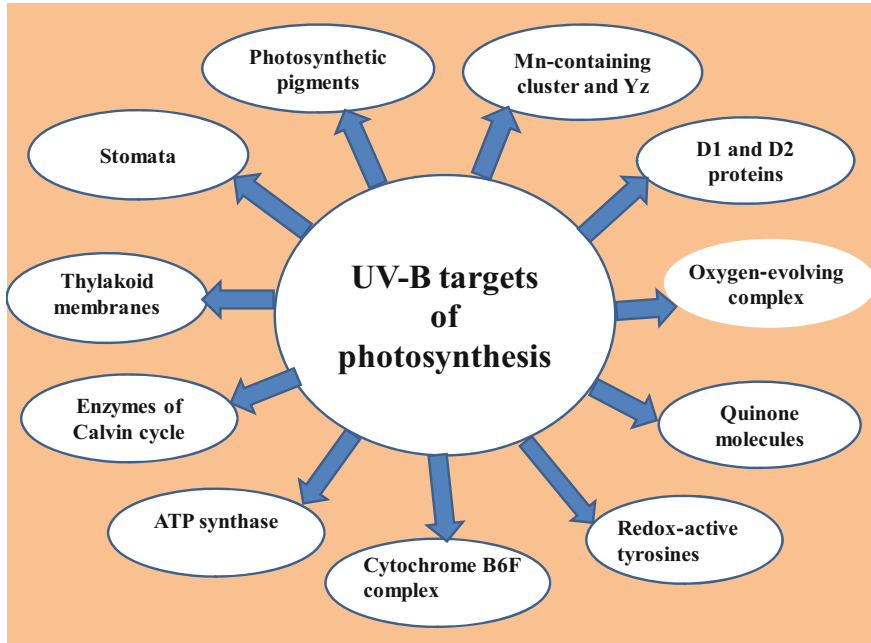 Photosynthetic
pigments
Mn-containing
cluster and Yz
Stomata
D1 and D2
proteins
UV-B targets
of
photosynthesis
Thylakoid
membranes
Oxygen-evolving
complex
Enzymes of
Calvin cycle
Quinone
molecules
ATP synthase
Redox-active
tyrosines
Cytochrome B6F
complex